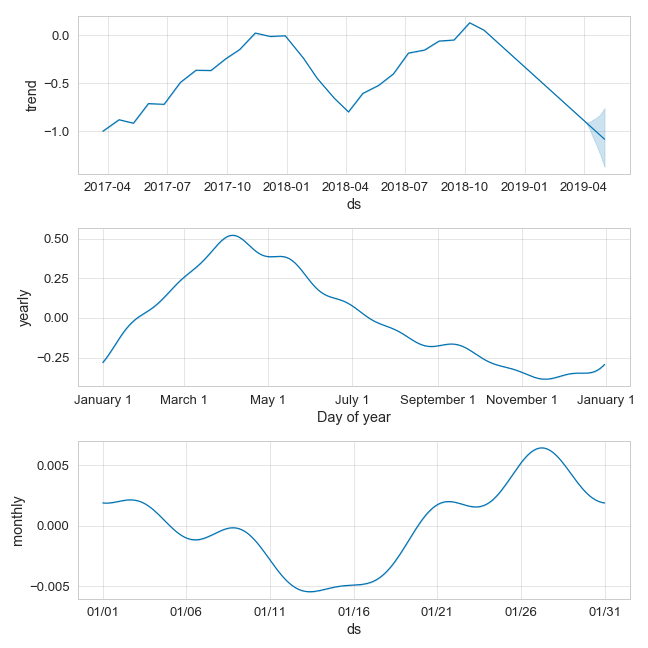 0.0
−0.5
−1.0
trend
2017-04 2017-07 2017-10 2018-01 2018-04 2018-07 2018-10 2019-01 2019-04
ds
0.50
0.25
0.00
−0.25
yearly
January 1 March 1 May 1 July 1 September 1 November 1 January 1
Day of year
0.005
0.000
−0.005
monthly
01/01 01/06 01/11 01/16 01/21 01/26 01/31
ds